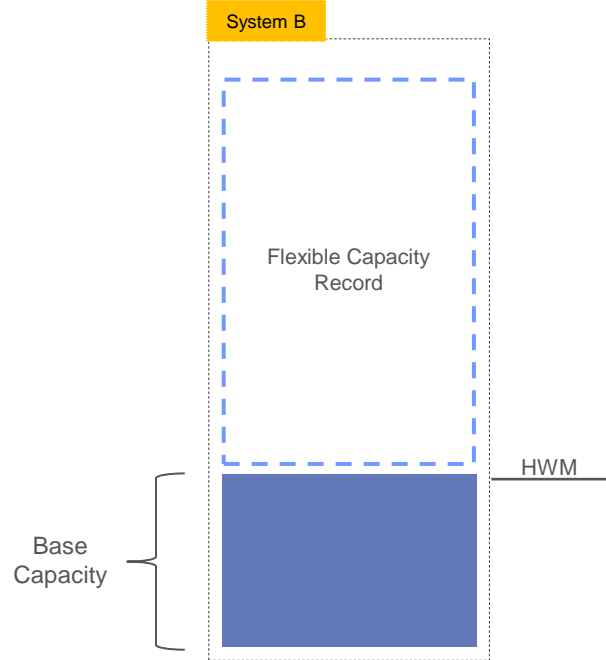 System B
Flexible Capacity
Record
HWM
Base
Capacity